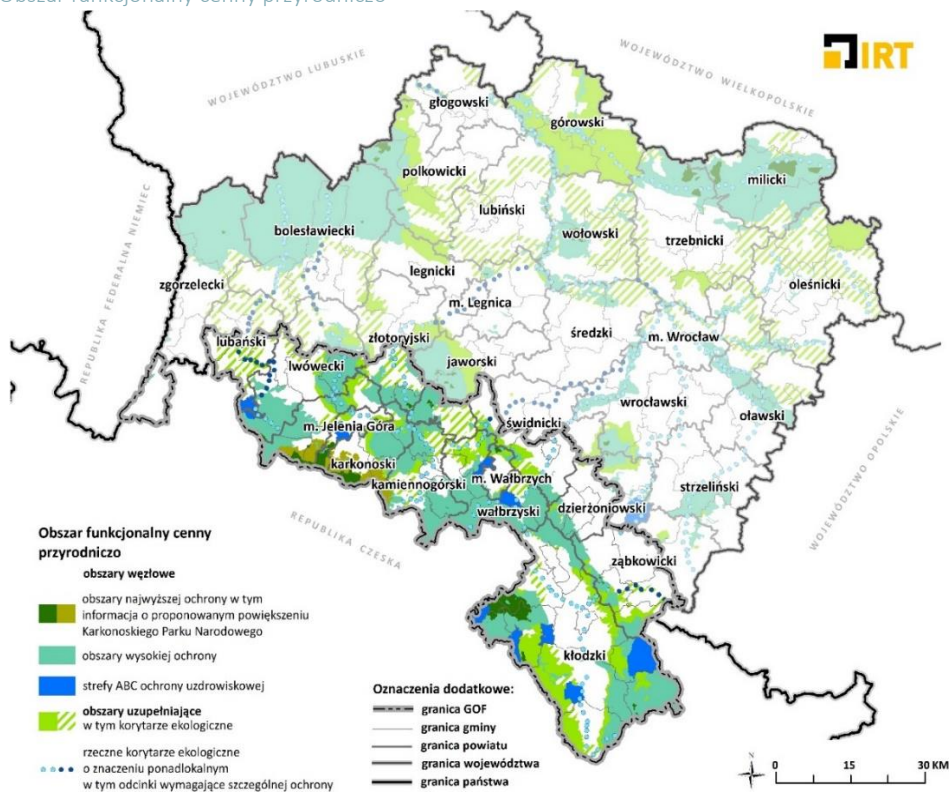 Obszar funkcjonalny cenny przyrodniczo
WOJEWÓDZTWO LUBUSKIE
WOJEWÓDZTWO WIELKOPOLSKIE
IRT
głogowski
górowski
polkowicki
milicki
lubiński
bolesławiecki
wołowski
trzebnicki
REPUBLIKA FEDERALNA NIEMIEC
zgorzelecki
legnicki
oleśnicki
m. Legnica
lubański
złotoryjski
średzki
m. Wrocław
lwówecki
jaworski
wrocławski
m. Jelenia Góra
świdnicki
oławski
karkonoski
kamiennogórski
m. Wałbrzych
strzeliński
wałbrzyski
dzierżoniowski
WOJEWÓDZTWO OPOLSKIE
REPUBLIKA CZESKA
ząbkowicki
kłodzki
Obszar funkcjonalny cenny
przyrodniczo
obszary węzłowe
obszary najwyższej ochrony w tym
informacja o proponowanym powiększeniu
Karkonoskiego Parku Narodowego
obszary wysokiej ochrony
strefy ABC ochrony uzdrowiskowej
obszary uzupełniające
w tym korytarze ekologiczne
rzeczne korytarze ekologiczne
o znaczeniu ponadlokalnym
w tym odcinki wymagające szczególnej ochrony
Oznaczenia dodatkowe:
granica GOF
granica gminy
granica powiatu
granica województwa
granica państwa
0 15 30 KM